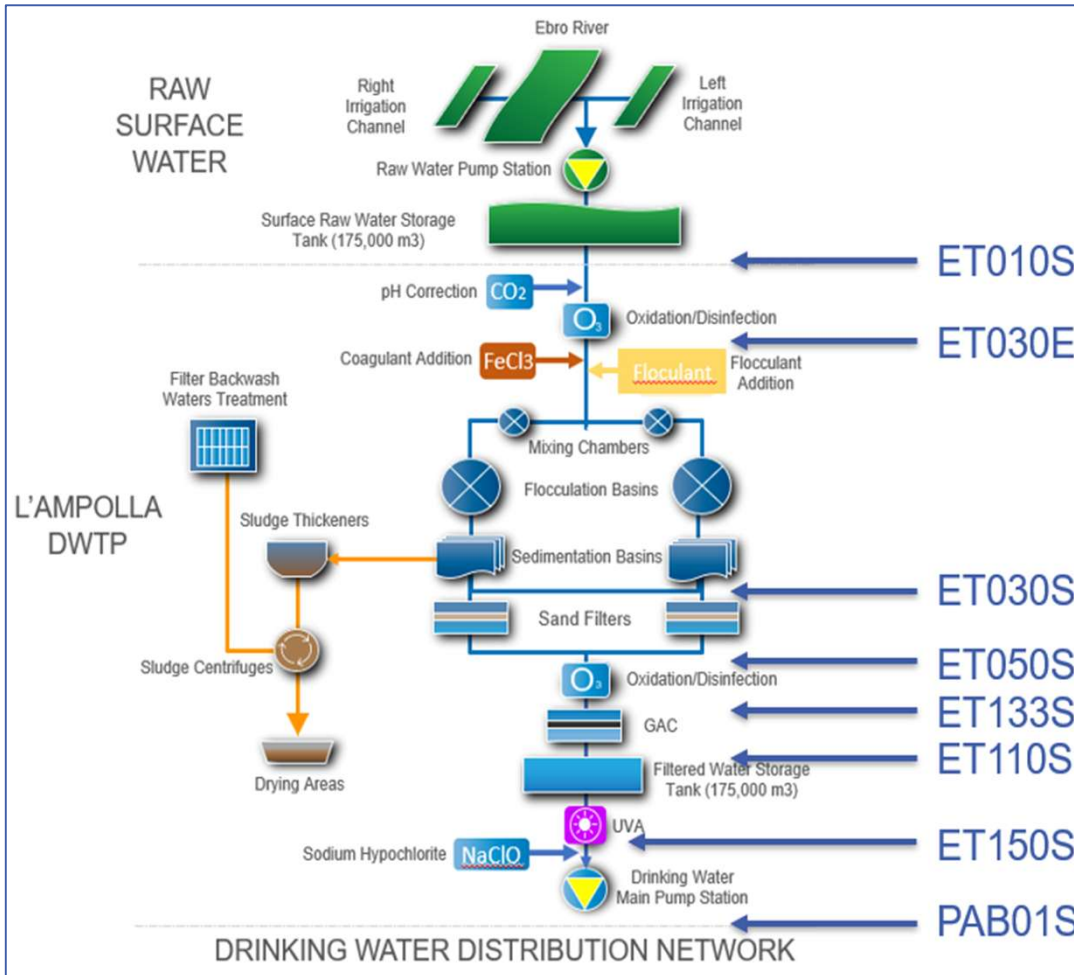 Ebro River
RAW
SURFACE
WATER
Right
Irrigation
Channel
Left
Irrigation
Channel
Raw Water Pump Station
Surface Raw Water Storage
Tank (175,000 m3)
ET010S
pH Correction
CO2
O3
Oxidation/Disinfection
ET030E
Coagulant Addition
FeCl3
Floculant
Flocculant
Addition
Filter Backwash
Waters Treatment
Mixing Chambers
Flocculation Basins
L'AMPOLLA
DWTP
Sludge Thickeners
Sedimentation Basins
ET030S
Sand Filters
Sludge Centrifuges
ET050S
O3
Oxidation/Disinfection
ET133S
GAC
ET110S
Drying Areas
Filtered Water Storage
Tank (175,000 m3)
UVA
ET150S
Sodium Hypochlorite
NaClO
Drinking Water
Main Pump Station
PAB01S
DRINKING WATER DISTRIBUTION NETWORK